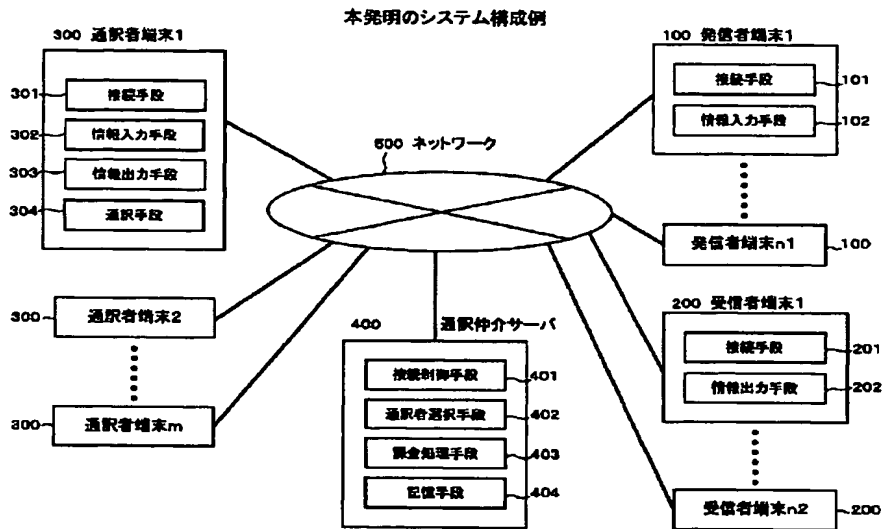 本発明のシステム構成例
300 通訳者端末1
301 接続手段
302 情報入力手段
303 情報出力手段
304 通訳手段
300 通訳者端末2
300 通訳者端末m
500 ネットワーク
400 通訳仲介サーバ
接続制御手段 401
通訳者選択手段 402
課金処理手段 403
記憶手段 404
100 発信者端末1
接続手段 101
情報入力手段 102
発信者端末n1 100
200 受信者端末1
接続手段 201
情報出力手段 202
受信者端末n2 200